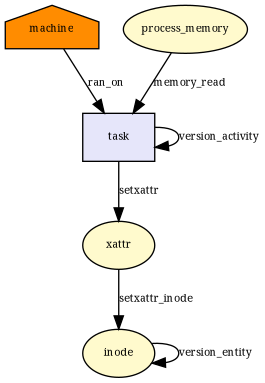 machine
process_memory
ran_on
memory_read
task
version_activity
setxattr
xattr
setxattr_inode
inode
version_entity